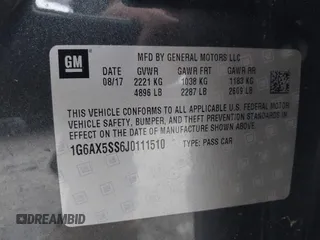 GM
MFD BY GENERAL MOTORS LLC
08/17 GVWR GAWR FRT GAWR RR
2221 KG 1038 KG 1183 KG
4896 LB 2287 LB 2609 LB
THIS VEHICLE CONFORMS TO ALL APPLICABLE U.S. FEDERAL MOTOR
VEHICLE SAFETY, BUMPER, AND THEFT PREVENTION STANDARDS IN
EFFECT ON THE DATE OF MANUFACTURE SHOWN ABOVE.
1G6AX5SS6J0111510 TYPE: PASS CAR
DREAMBID